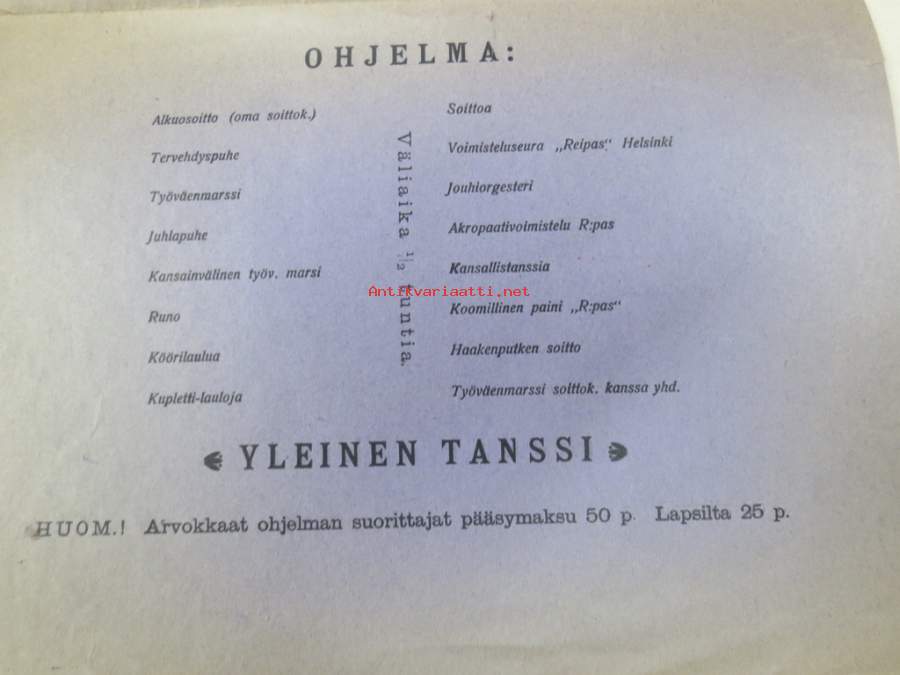 OHJELMA:
Alkuosoitto (oma soittok.)
Tervehdyspuhe
Työväenmarssi
Juhlapuhe
Kansainvälinen työv. marsi
Runo
Köörilaulua
Kupletti-lauloja
Väliaika ½ tuntia.
Soittoa
Voimisteluseura „Reipas“ Helsinki
Jouhiorgesteri
Akropaativoimistelu R:pas
Kansallistanssia
Koomillinen paini „R:pas“
Haakenputken soitto
Työväenmarssi soittok. kanssa yhd.
YLEINEN TANSSI
HUOM.! Arvokkaat ohjelman suorittajat pääsymaksu 50 p. Lapsilta 25 p.
Antikvariaatti.net